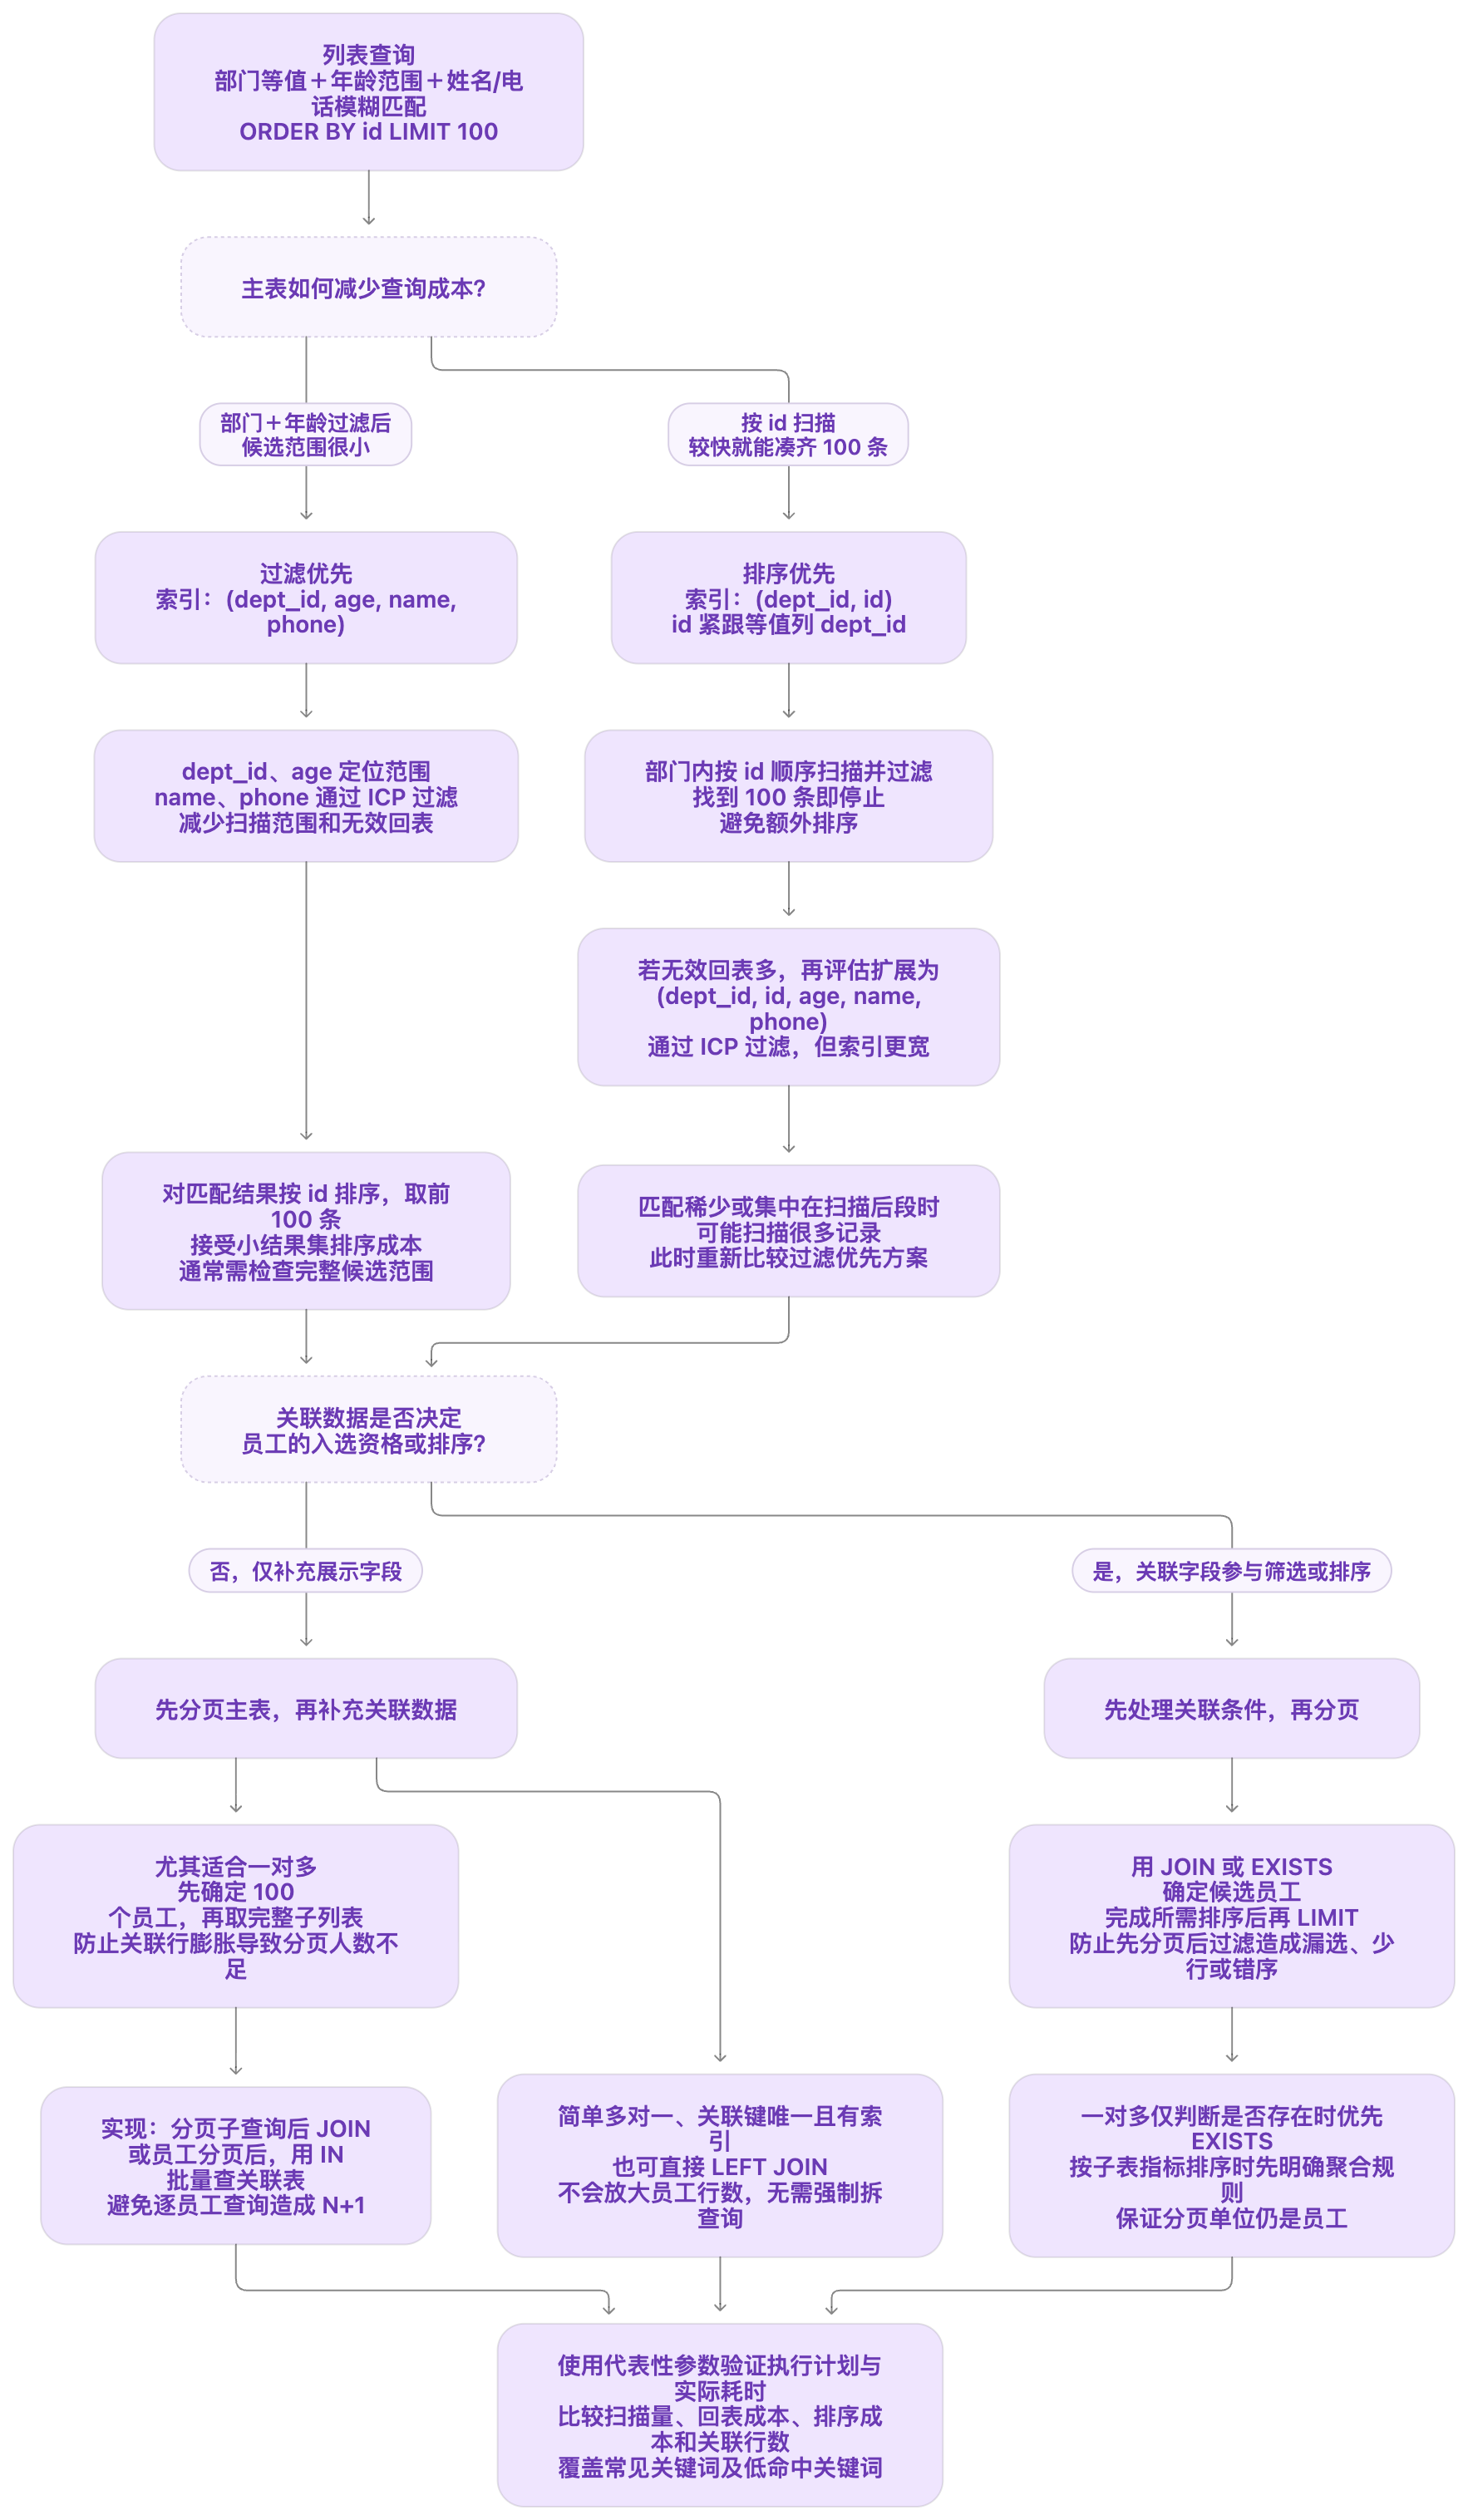 列表查询
部门等值＋年龄范围＋姓名/电
话模糊匹配
ORDER BY id LIMIT 100
主表如何减少查询成本?
部门＋年龄过滤后
候选范围很小
按 id 扫描
较快就能凑齐 100 条
过滤优先
索引：(dept_id, age, name,
phone)
排序优先
索引：(dept_id, id)
id 紧跟等值列 dept_id
dept_id、age 定位范围
name、phone 通过 ICP 过滤
减少扫描范围和无效回表
部门内按 id 顺序扫描并过滤
找到 100 条即停止
避免额外排序
若无效回表多，再评估扩展为
(dept_id, id, age, name,
phone)
通过 ICP 过滤，但索引更宽
对匹配结果按 id 排序，取前
100 条
接受小结果集排序成本
通常需检查完整候选范围
匹配稀少或集中在扫描后段时
可能扫描很多记录
此时重新比较过滤优先方案
关联数据是否决定
员工的入选资格或排序?
否，仅补充展示字段
是，关联字段参与筛选或排序
先分页主表，再补充关联数据
先处理关联条件，再分页
尤其适合一对多
先确定 100
个员工，再取完整子列表
防止关联行膨胀导致分页人数不
足
用 JOIN 或 EXISTS
确定候选员工
完成所需排序后再 LIMIT
防止先分页后过滤造成漏选、少
行或错序
实现：分页子查询后 JOIN
或员工分页后，用 IN
批量查关联表
避免逐员工查询造成 N+1
简单多对一、关联键唯一且有索
引
也可直接 LEFT JOIN
不会放大员工行数，无需强制拆
查询
一对多仅判断是否存在时优先
EXISTS
按子表指标排序时先明确聚合规
则
保证分页单位仍是员工
使用代表性参数验证执行计划与
实际耗时
比较扫描量、回表成本、排序成
本和关联行数
覆盖常见关键词及低命中关键词